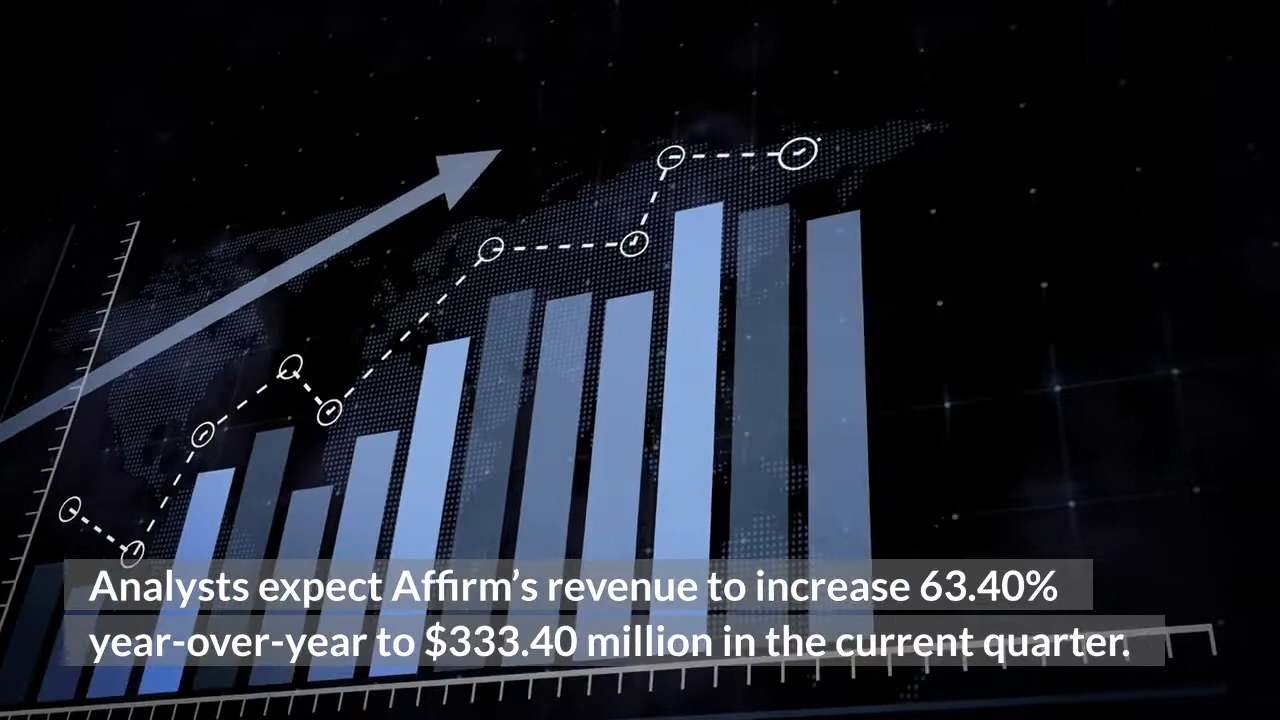 Analysts expect Affirm’s revenue to increase 63.40%
year-over-year to $333.40 million in the current quarter.